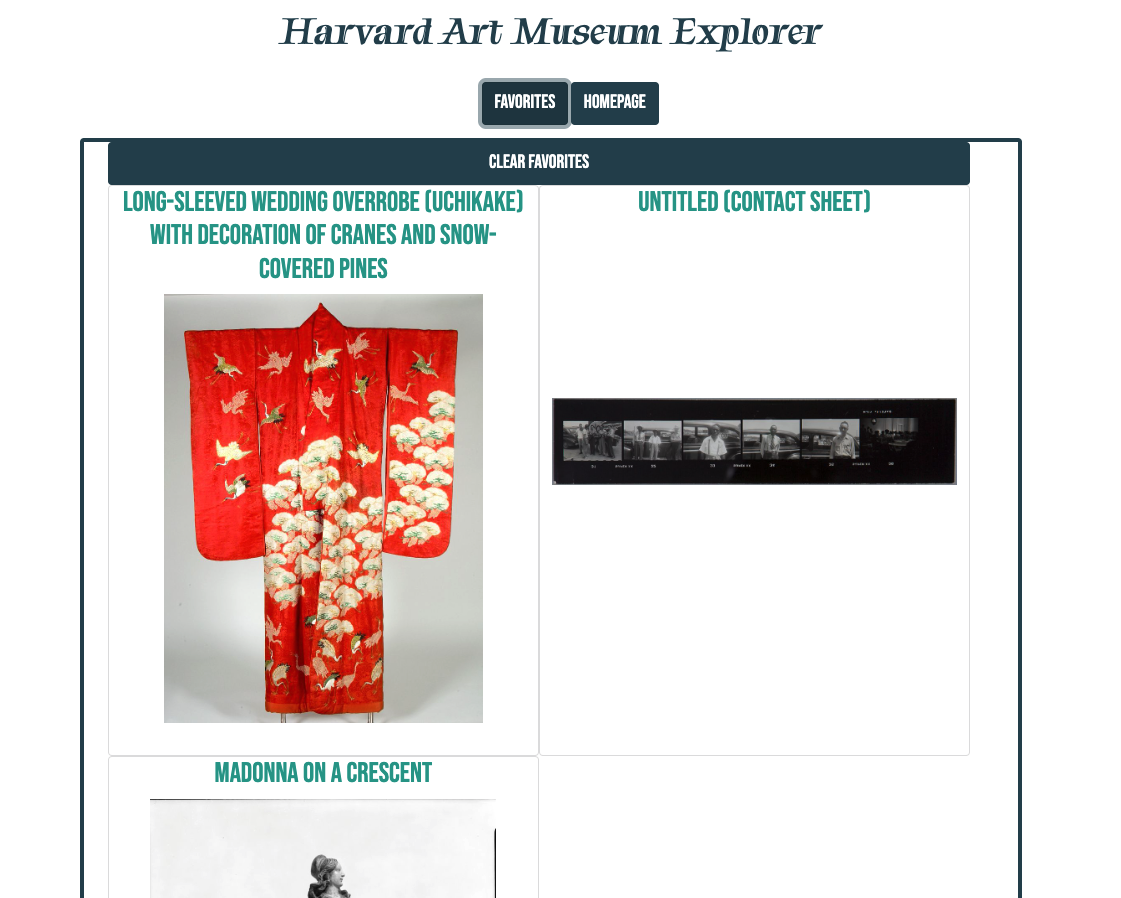 Harvard Art Museum Explorer
FAVORITES
HOMEPAGE
CLEAR FAVORITES
LONG-SLEEVED WEDDING OVERROBE (UCHIKAKE)
WITH DECORATION OF CRANES AND SNOW-
COVERED PINES
UNTITLED (CONTACT SHEET)
MADONNA ON A CRESCENT